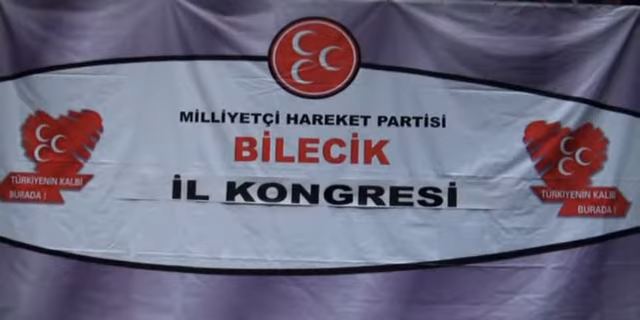 MİLLİYETÇİ HAREKET PARTİSİ
BİLECİK
İL KONGRESİ
TÜRKİYENİN KALBİ
BURADA !
TÜRKİYENİN KALBİ
BURADA !